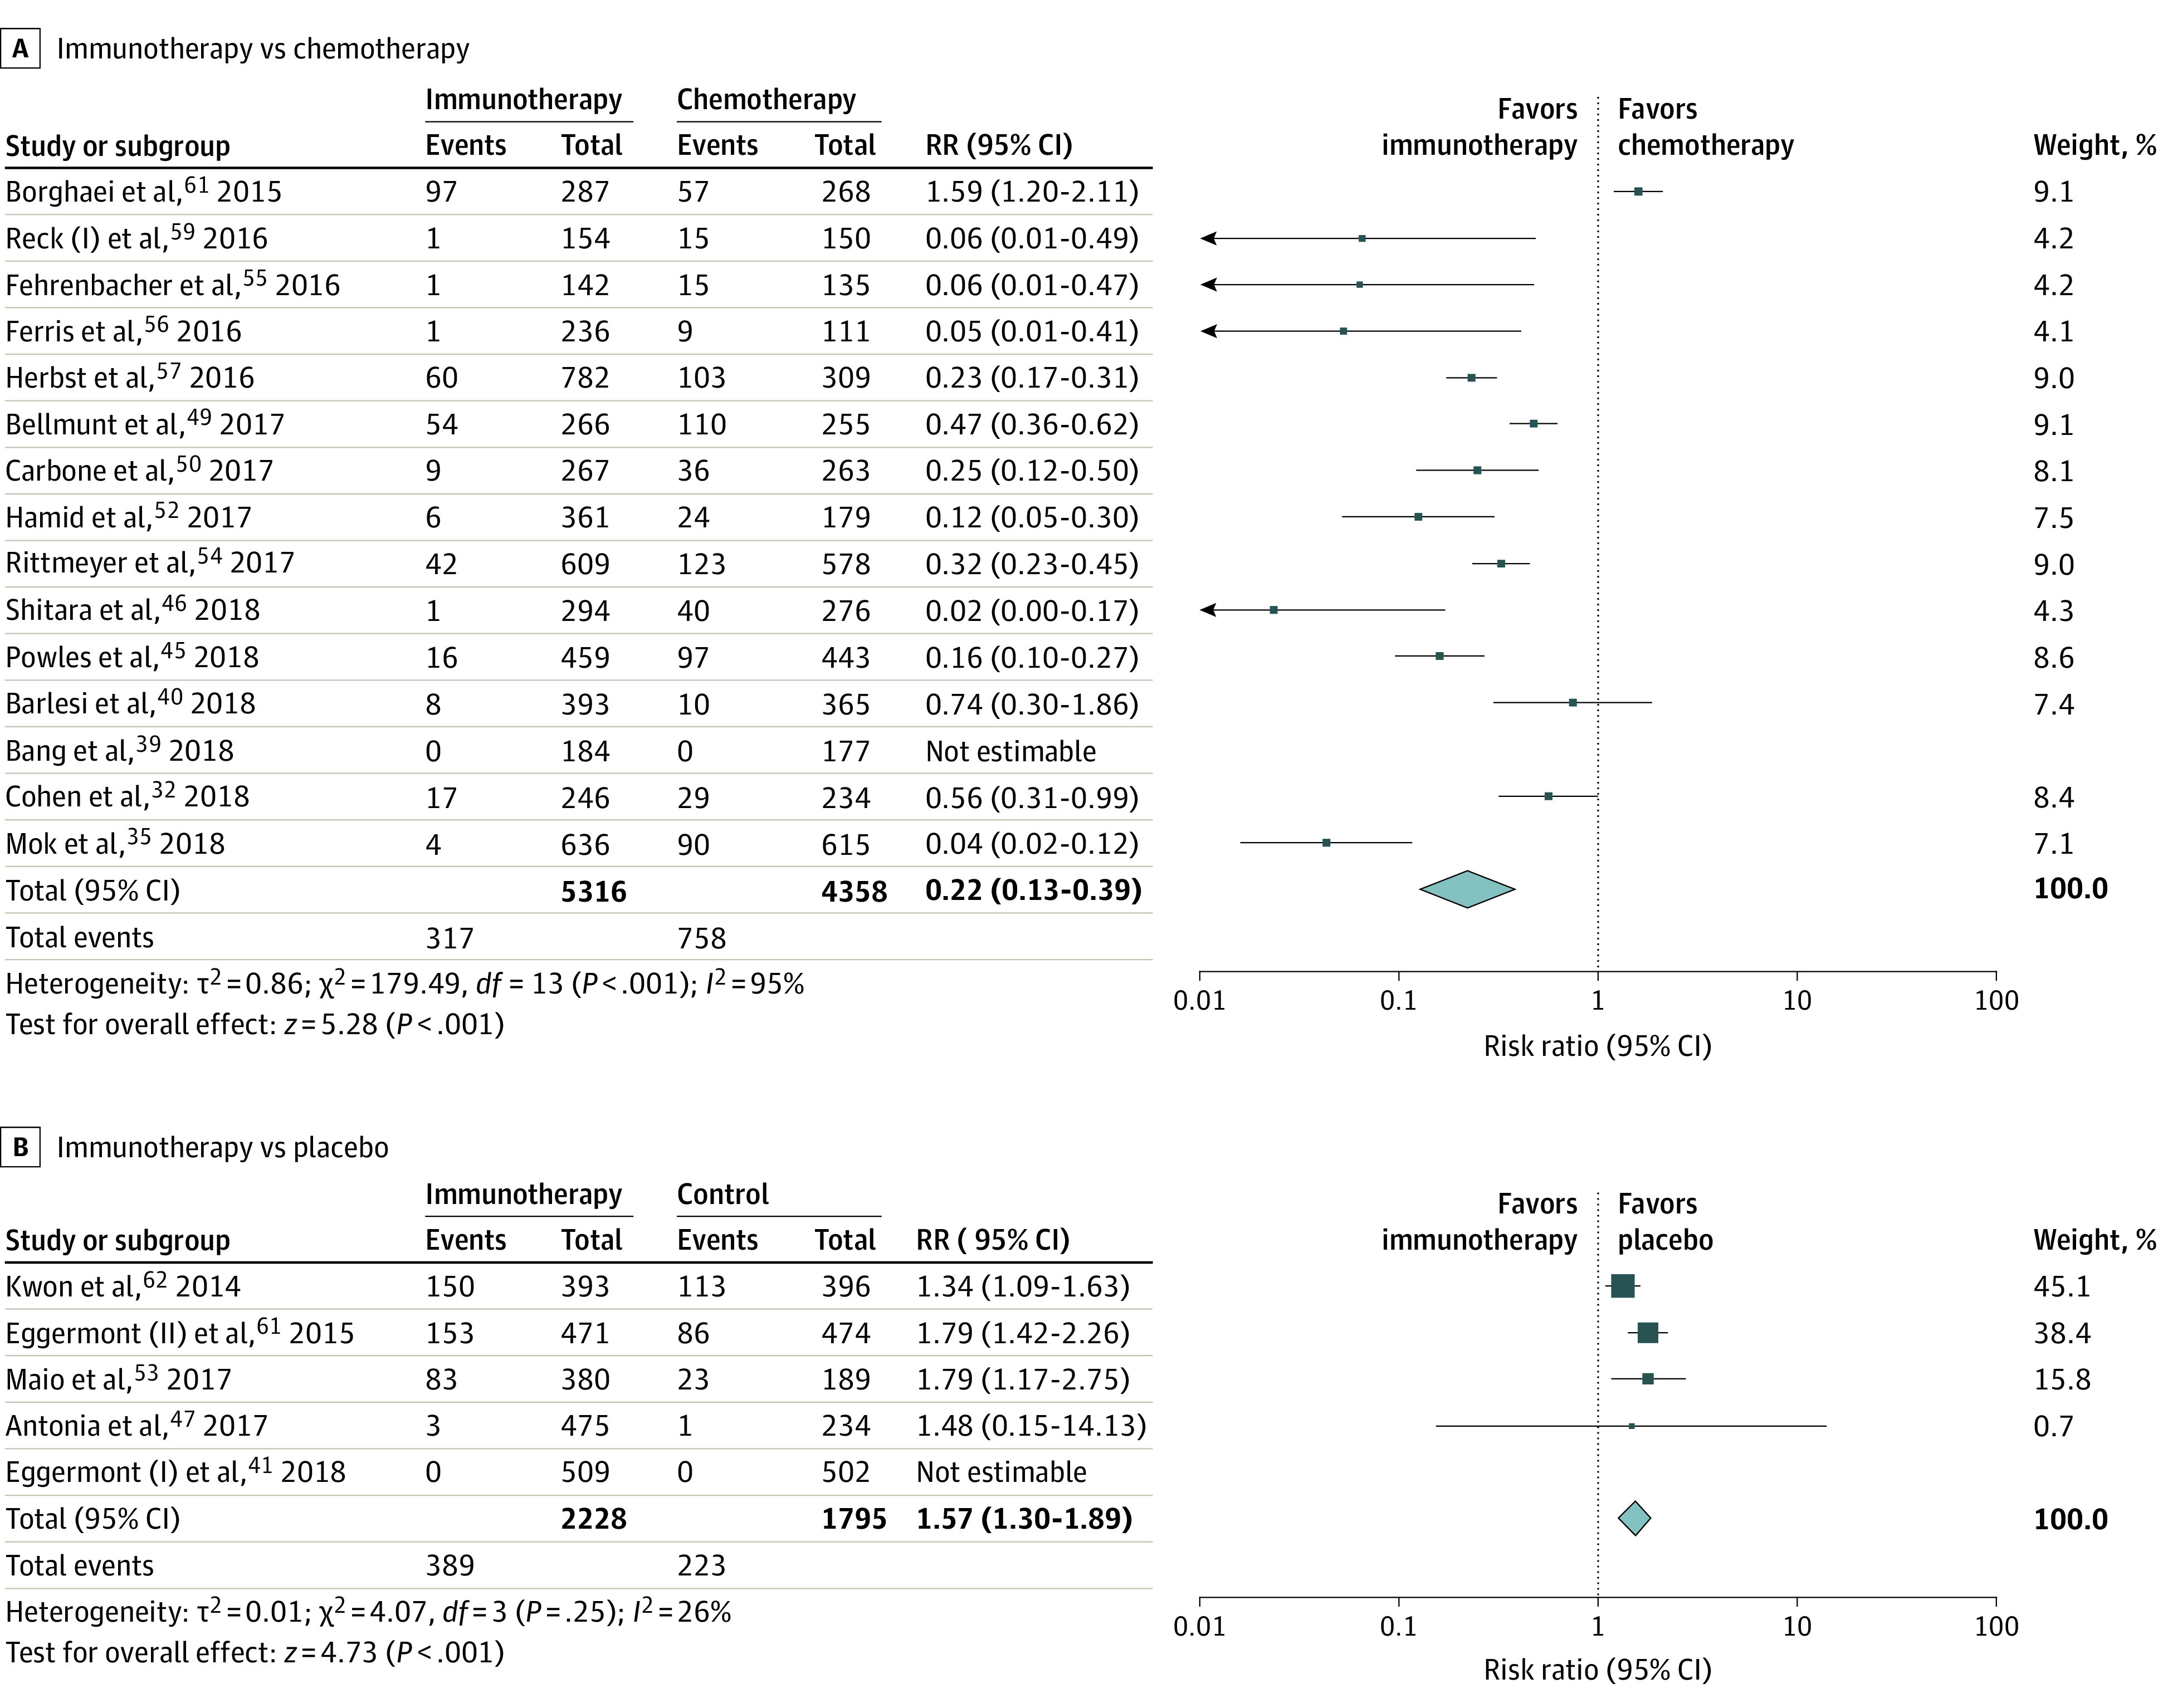 A Immunotherapy vs chemotherapy
Immunotherapy Chemotherapy Favors immunotherapy Favors chemotherapy
Study or subgroup Events Total Events Total RR (95% CI) Weight, %
Borghaei et al,61 2015 97 287 57 268 1.59 (1.20-2.11) 9.1
Reck (I) et al,59 2016 1 154 15 150 0.06 (0.01-0.49) 4.2
Fehrenbacher et al,55 2016 1 142 15 135 0.06 (0.01-0.47) 4.2
Ferris et al,56 2016 1 236 9 111 0.05 (0.01-0.41) 4.1
Herbst et al,57 2016 60 782 103 309 0.23 (0.17-0.31) 9.0
Bellmunt et al,49 2017 54 266 110 255 0.47 (0.36-0.62) 9.1
Carbone et al,50 2017 9 267 36 263 0.25 (0.12-0.50) 8.1
Hamid et al,52 2017 6 361 24 179 0.12 (0.05-0.30) 7.5
Rittmeyer et al,54 2017 42 609 123 578 0.32 (0.23-0.45) 9.0
Shitara et al,46 2018 1 294 40 276 0.02 (0.00-0.17) 4.3
Powles et al,45 2018 16 459 97 443 0.16 (0.10-0.27) 8.6
Barlesi et al,40 2018 8 393 10 365 0.74 (0.30-1.86) 7.4
Bang et al,39 2018 0 184 0 177 Not estimable
Cohen et al,32 2018 17 246 29 234 0.56 (0.31-0.99) 8.4
Mok et al,35 2018 4 636 90 615 0.04 (0.02-0.12) 7.1
Total (95% CI) 5316 4358 0.22 (0.13-0.39) 100.0
Total events 317 758
Heterogeneity: τ2=0.86; χ2=179.49, df = 13 (P<.001); I2=95%
Test for overall effect: z=5.28 (P<.001)
0.01 0.1 1 10 100
Risk ratio (95% CI)
B Immunotherapy vs placebo
Immunotherapy Control Favors immunotherapy Favors placebo
Study or subgroup Events Total Events Total RR ( 95% CI) Weight, %
Kwon et al,62 2014 150 393 113 396 1.34 (1.09-1.63) 45.1
Eggermont (II) et al,61 2015 153 471 86 474 1.79 (1.42-2.26) 38.4
Maio et al,53 2017 83 380 23 189 1.79 (1.17-2.75) 15.8
Antonia et al,47 2017 3 475 1 234 1.48 (0.15-14.13) 0.7
Eggermont (I) et al,41 2018 0 509 0 502 Not estimable
Total (95% CI) 2228 1795 1.57 (1.30-1.89) 100.0
Total events 389 223
Heterogeneity: τ2=0.01; χ2=4.07, df=3 (P=.25); I2=26%
Test for overall effect: z=4.73 (P<.001)
0.01 0.1 1 10 100
Risk ratio (95% CI)